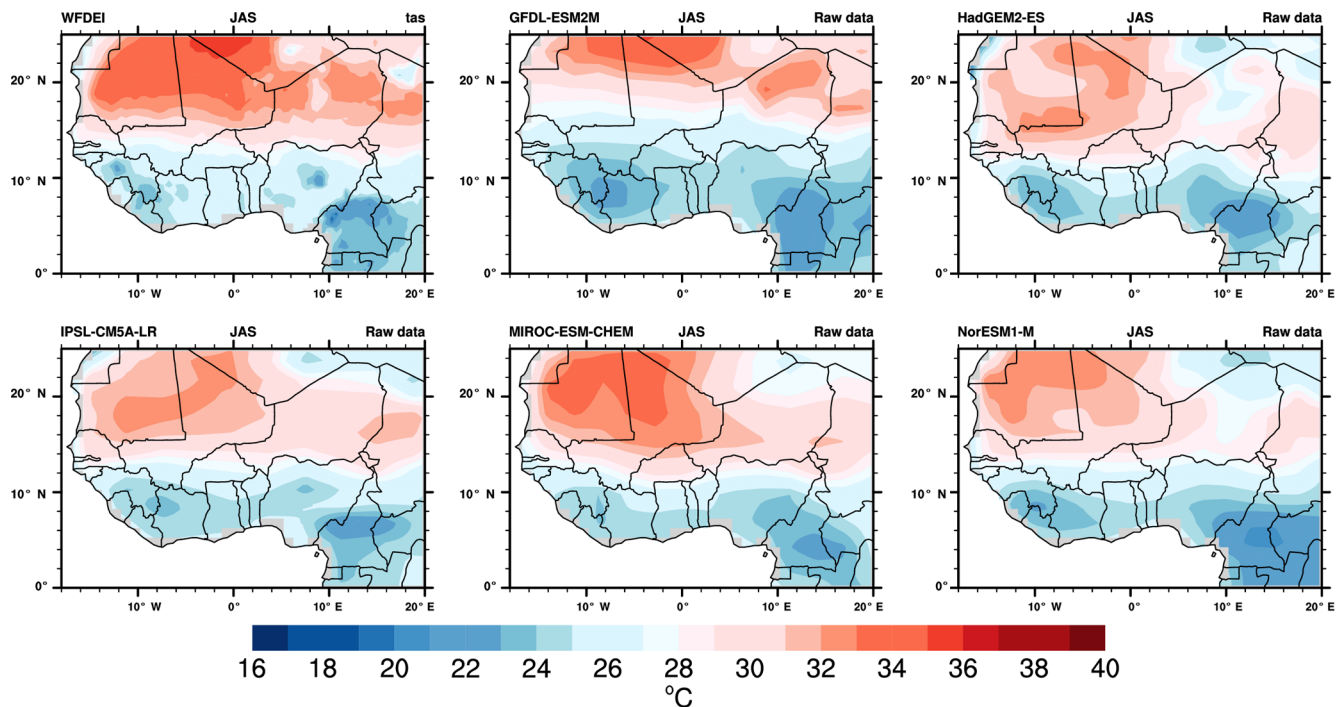 WFDEI JAS tas GFDL-ESM2M JAS Raw data HadGEM2-ES JAS Raw data
20° N 20° N 20° N
10° N 10° N 10° N
0° 0° 0°
10° W 0° 10° E 20° E 10° W 0° 10° E 20° E 10° W 0° 10° E 20° E
IPSL-CM5A-LR JAS Raw data MIROC-ESM-CHEM JAS Raw data NorESM1-M JAS Raw data
20° N 20° N 20° N
10° N 10° N 10° N
0° 0° 0°
10° W 0° 10° E 20° E 10° W 0° 10° E 20° E 10° W 0° 10° E 20° E
16 18 20 22 24 26 28 30 32 34 36 38 40
°C